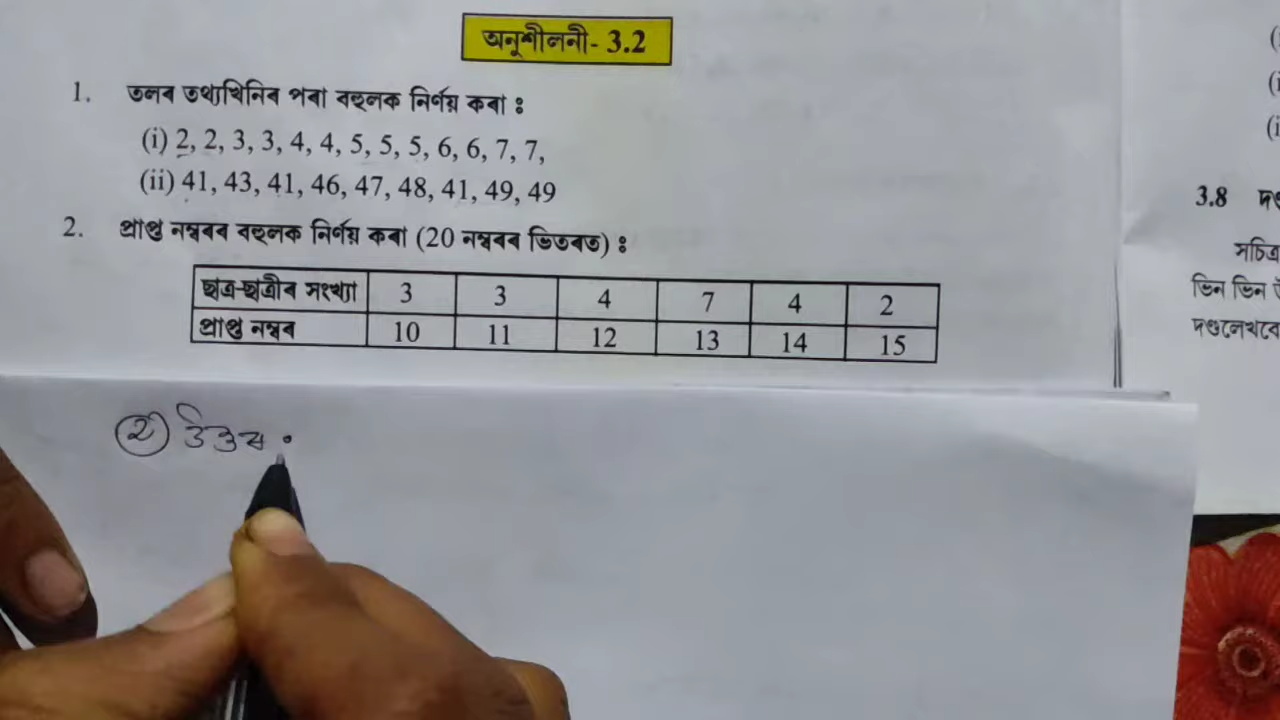 অনুশীলনী- 3.2
1. তলৰ তথ্যখিনিৰ পৰা বহুলক নিৰ্ণয় কৰা ঃ
(i) 2, 2, 3, 3, 4, 4, 5, 5, 5, 6, 6, 7, 7,
(ii) 41, 43, 41, 46, 47, 48, 41, 49, 49
2. প্ৰাপ্ত নম্বৰৰ বহুলক নিৰ্ণয় কৰা (20 নম্বৰৰ ভিতৰত) ঃ
ছাত্ৰ-ছাত্ৰীৰ সংখ্যা 3 3 4 7 4 2
প্ৰাপ্ত নম্বৰ 10 11 12 13 14 15
২ উত্তৰ :
3.8
সচিত্ৰ
ভিন ভিন